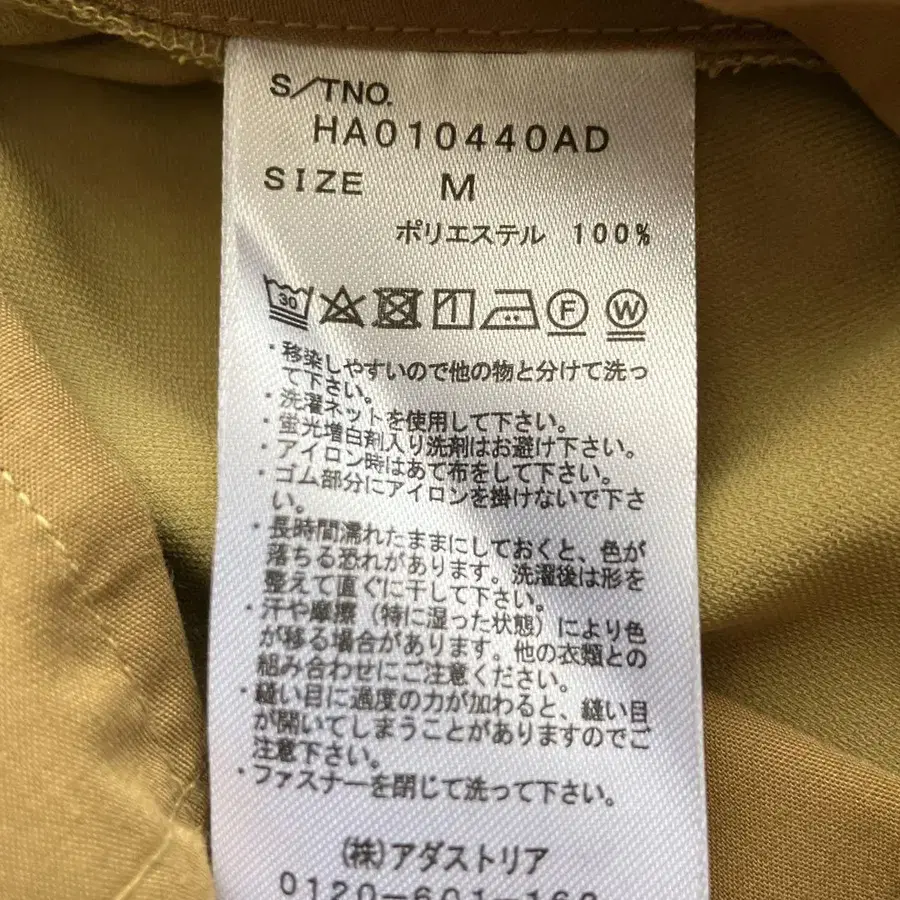 S/TNO.
HA010440AD
SIZE M
ポリエステル 100%
30
F W
・移染しやすいので他の物と分けて洗っ
て下さい。
・洗濯ネットを使用して下さい。
・蛍光増白剤入り洗剤はお避け下さい。
・アイロン時はあて布をして下さい。
・ゴム部分にアイロンを掛けないで下さ
い。
・長時間濡れたままにしておくと、色が
落ちる恐れがあります。洗濯後は形を
整えて直ぐに干して下さい。
・汗や摩擦(特に湿った状態)により色
が移る場合があります。他の衣類との
組み合わせにご注意ください。
・縫い目に過度の力が加わると、縫い目
が開いてしまうことがありますのでご
注意下さい。
・ファスナーを閉じて洗って下さい。
(株)アダストリア
0120-601-162